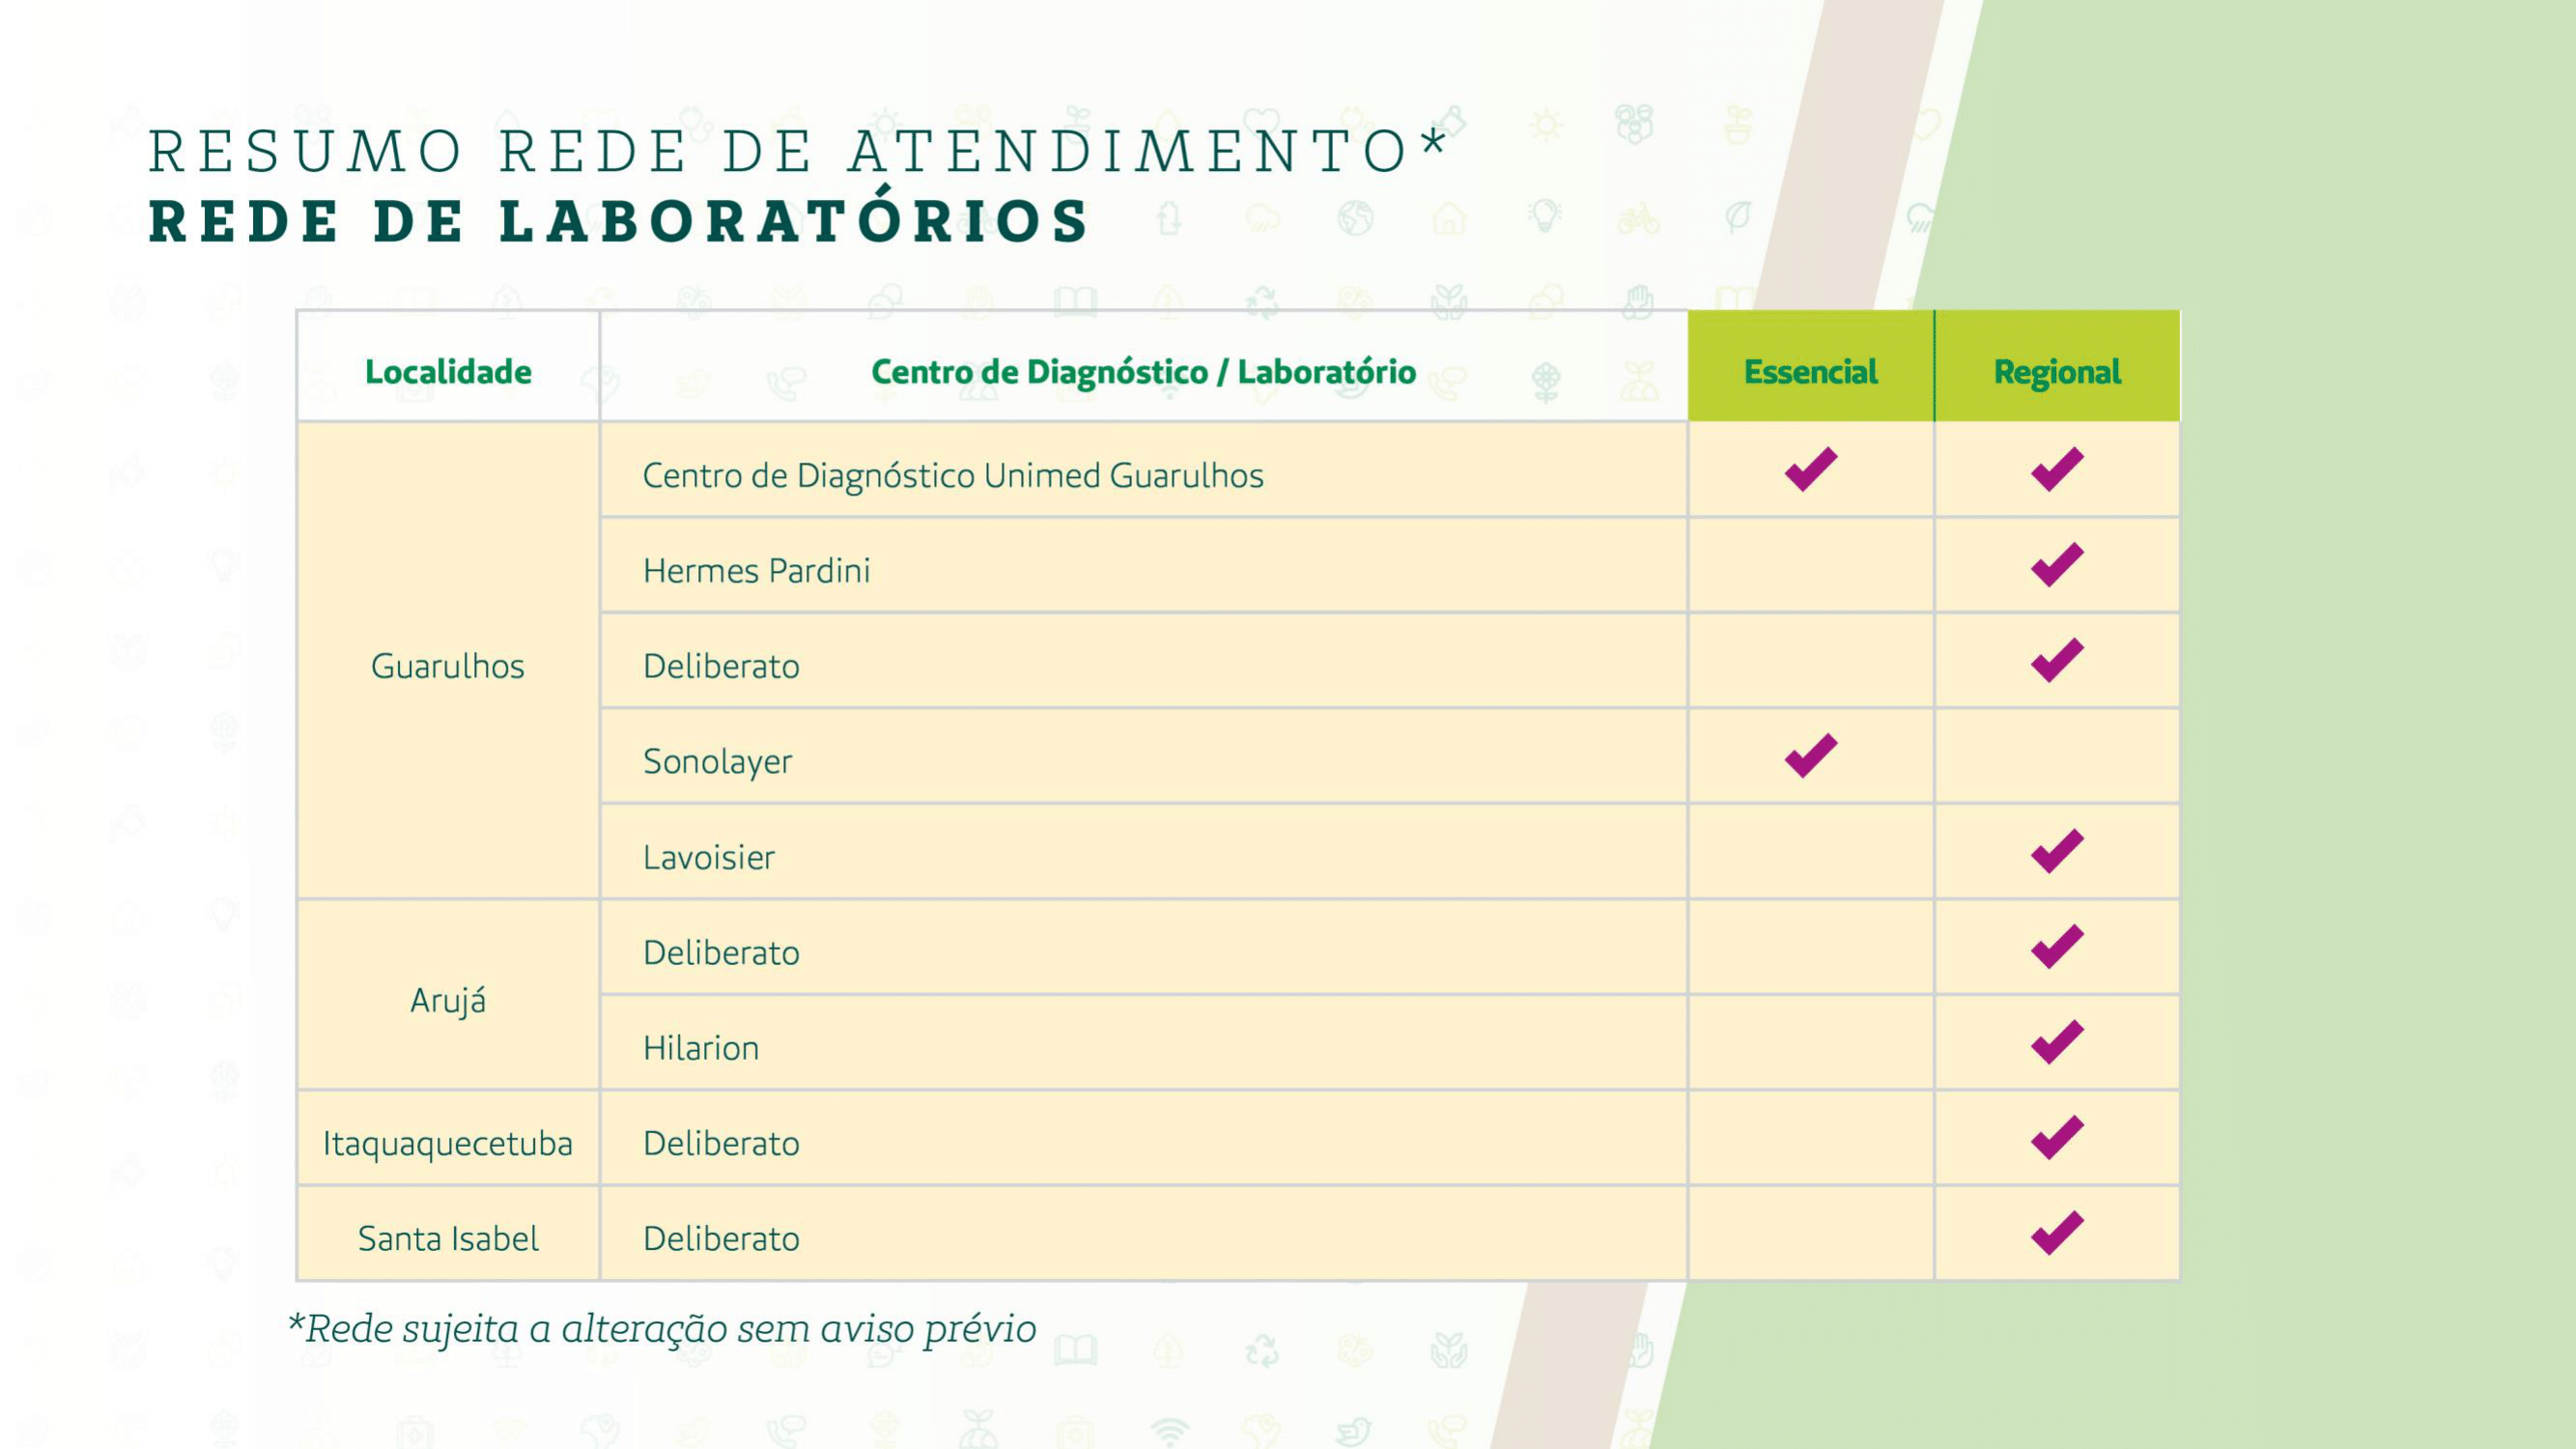 RESUMO REDE DE ATENDIMENTO*
REDE DE LABORATÓRIOS
Localidade Centro de Diagnóstico / Laboratório Essencial Regional
Guarulhos
Centro de Diagnóstico Unimed Guarulhos ✔ ✔
Hermes Pardini ✔
Deliberato ✔
Sonolayer ✔
Lavoisier ✔
Arujá
Deliberato ✔
Hilarion ✔
Itaquaquecetuba Deliberato ✔
Santa Isabel Deliberato ✔
*Rede sujeita a alteração sem aviso prévio